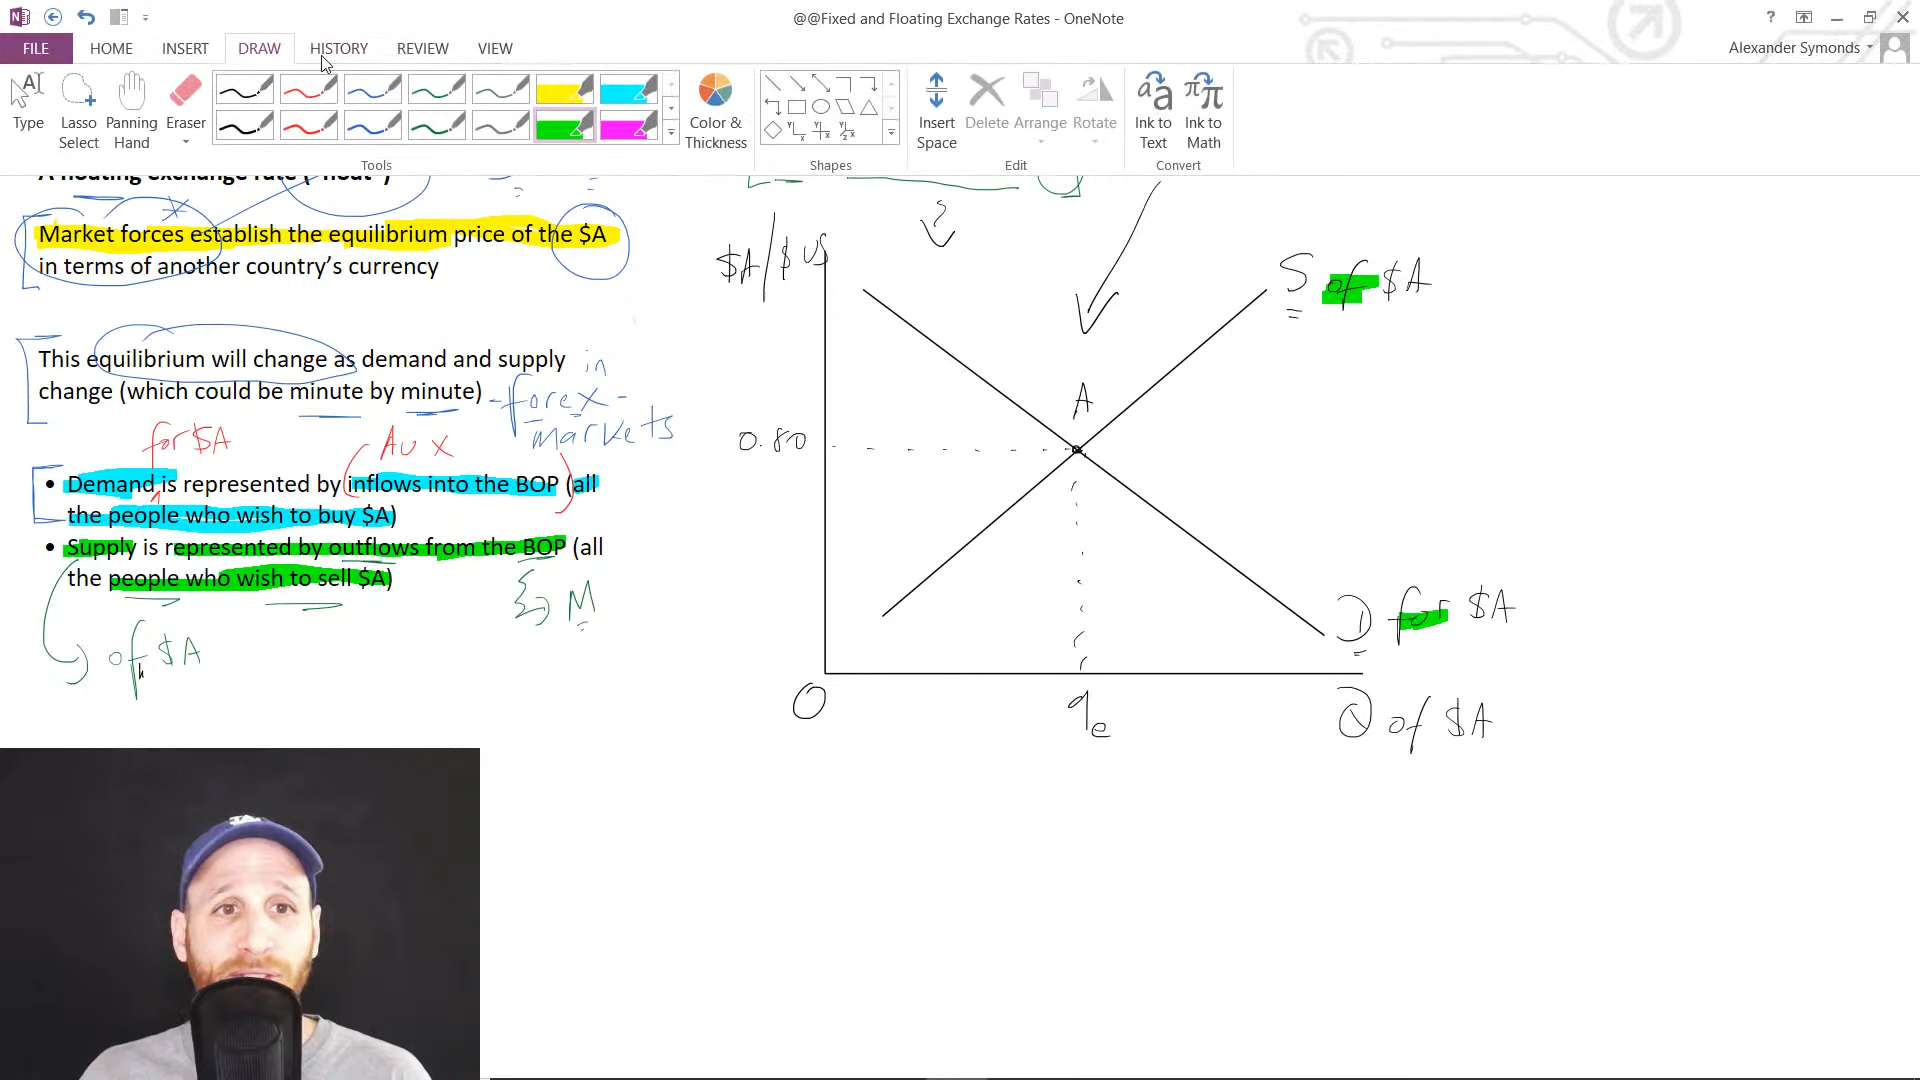 @@Fixed and Floating Exchange Rates - OneNote
FILE HOME INSERT DRAW HISTORY REVIEW VIEW
Alexander Symonds
Type
Lasso Select
Panning Hand
Eraser
Color & Thickness
Insert Space
Delete
Arrange
Rotate
Ink to Text
Ink to Math
Tools
Shapes
Edit
Convert
Market forces establish the equilibrium price of the $A
in terms of another country's currency
This equilibrium will change as demand and supply
change (which could be minute by minute)
in
-forex-
markets
for $A
AU X
• Demand is represented by inflows into the BOP (all
the people who wish to buy $A)
• Supply is represented by outflows from the BOP (all
the people who wish to sell $A)
M
of $A
$A/$US
S of $A
A
0.80
D for $A
O
qe
Q of $A